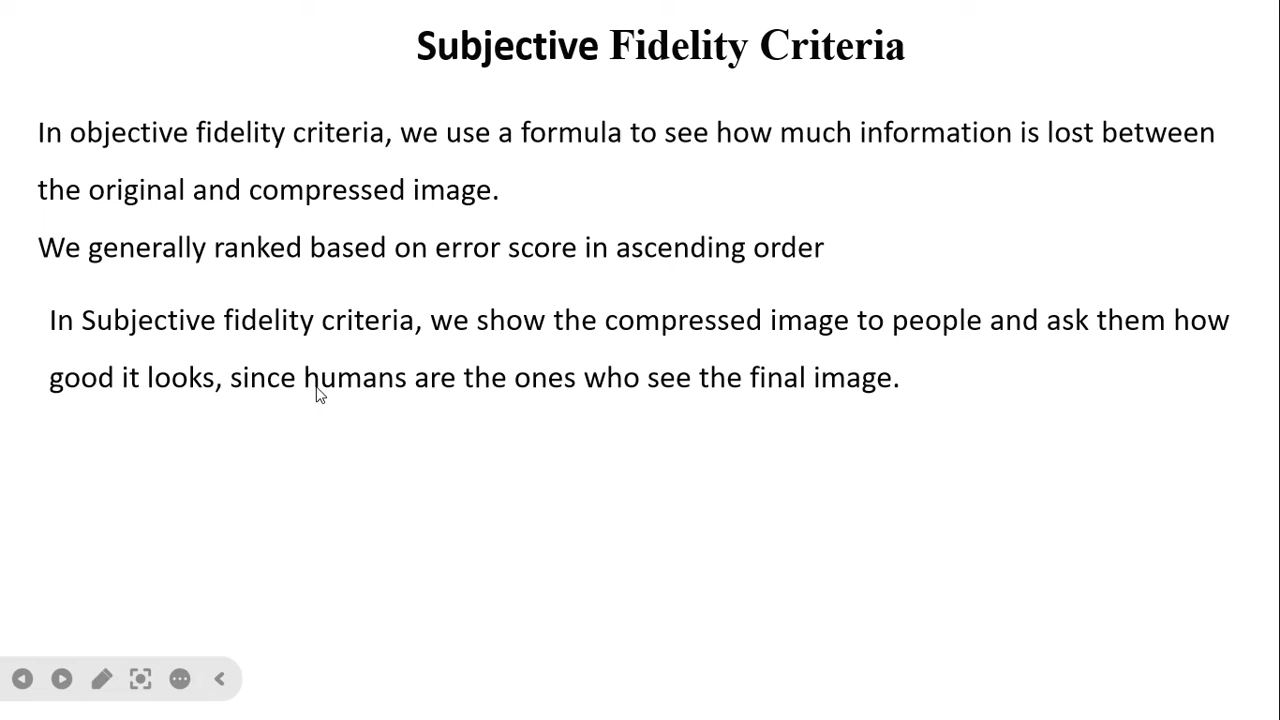 Subjective Fidelity Criteria
In objective fidelity criteria, we use a formula to see how much information is lost between
the original and compressed image.
We generally ranked based on error score in ascending order
In Subjective fidelity criteria, we show the compressed image to people and ask them how
good it looks, since humans are the ones who see the final image.